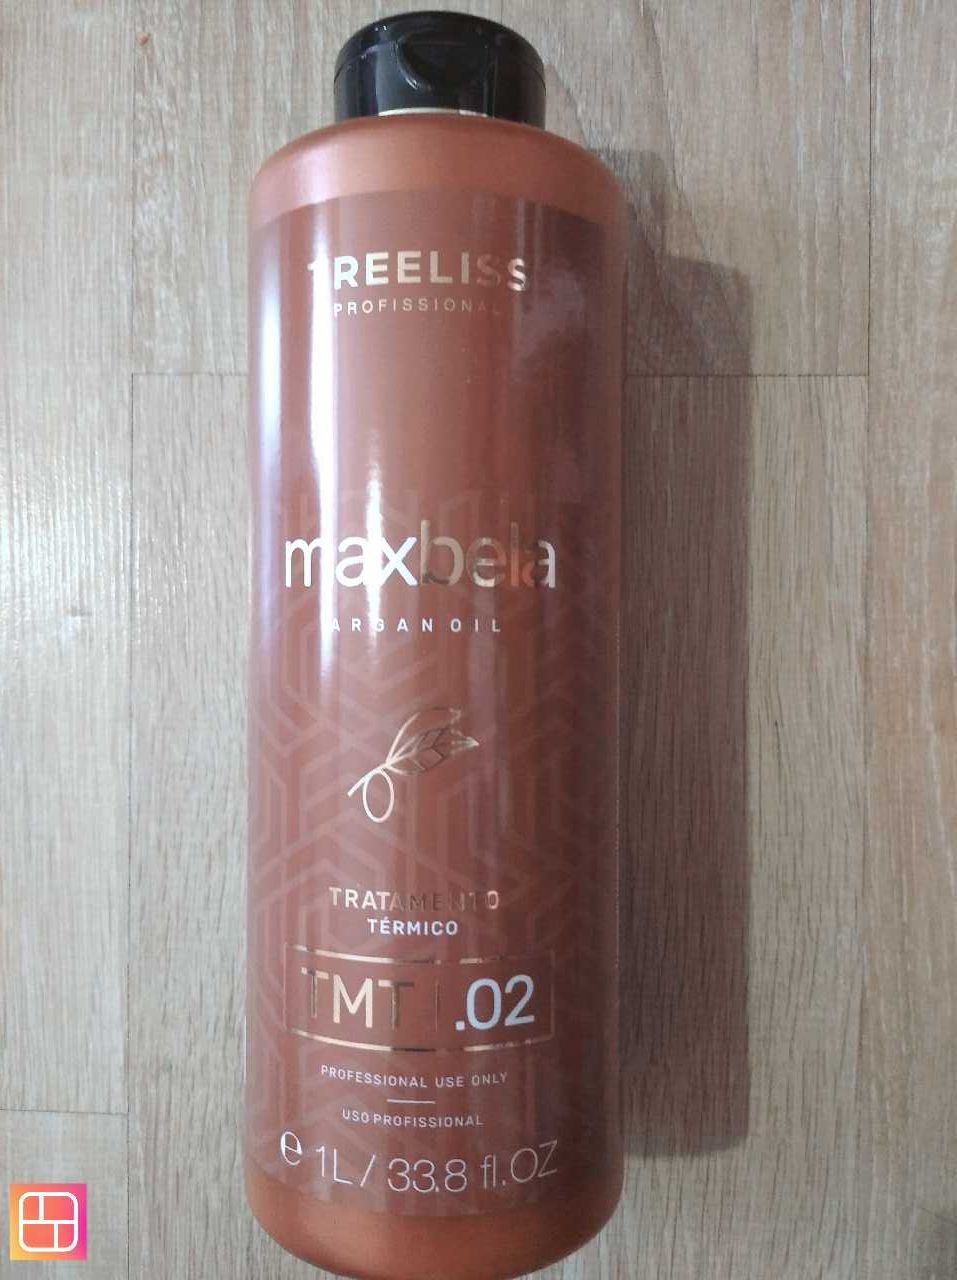 TREELISS
PROFISSIONAL
maxbela
ARGAN OIL
TRATAMENTO
TÉRMICO
TMT | .02
PROFESSIONAL USE ONLY
USO PROFISSIONAL
e 1L / 33.8 fl.OZ